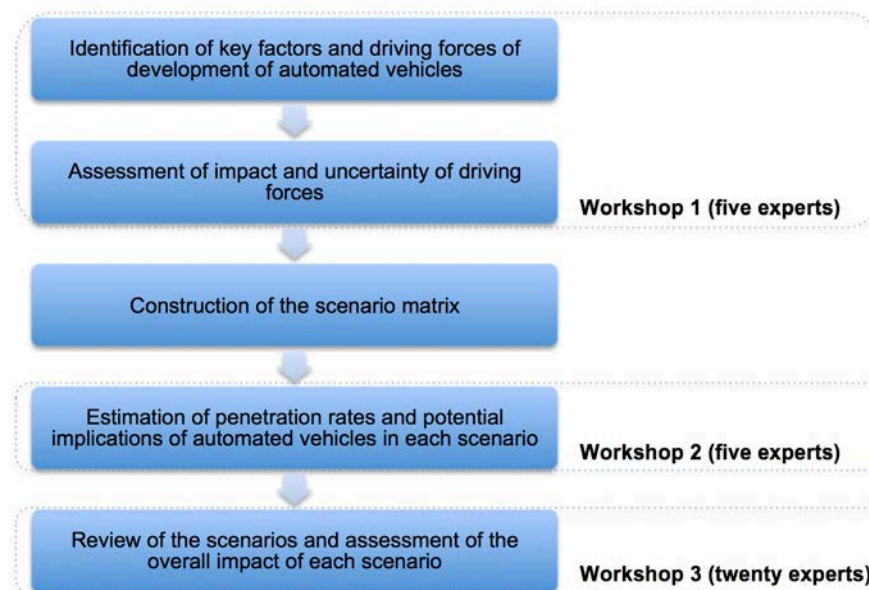 Identification of key factors and driving forces of
development of automated vehicles
Assessment of impact and uncertainty of driving
forces
Workshop 1 (five experts)
Construction of the scenario matrix
Estimation of penetration rates and potential
implications of automated vehicles in each scenario
Workshop 2 (five experts)
Review of the scenarios and assessment of the
overall impact of each scenario
Workshop 3 (twenty experts)